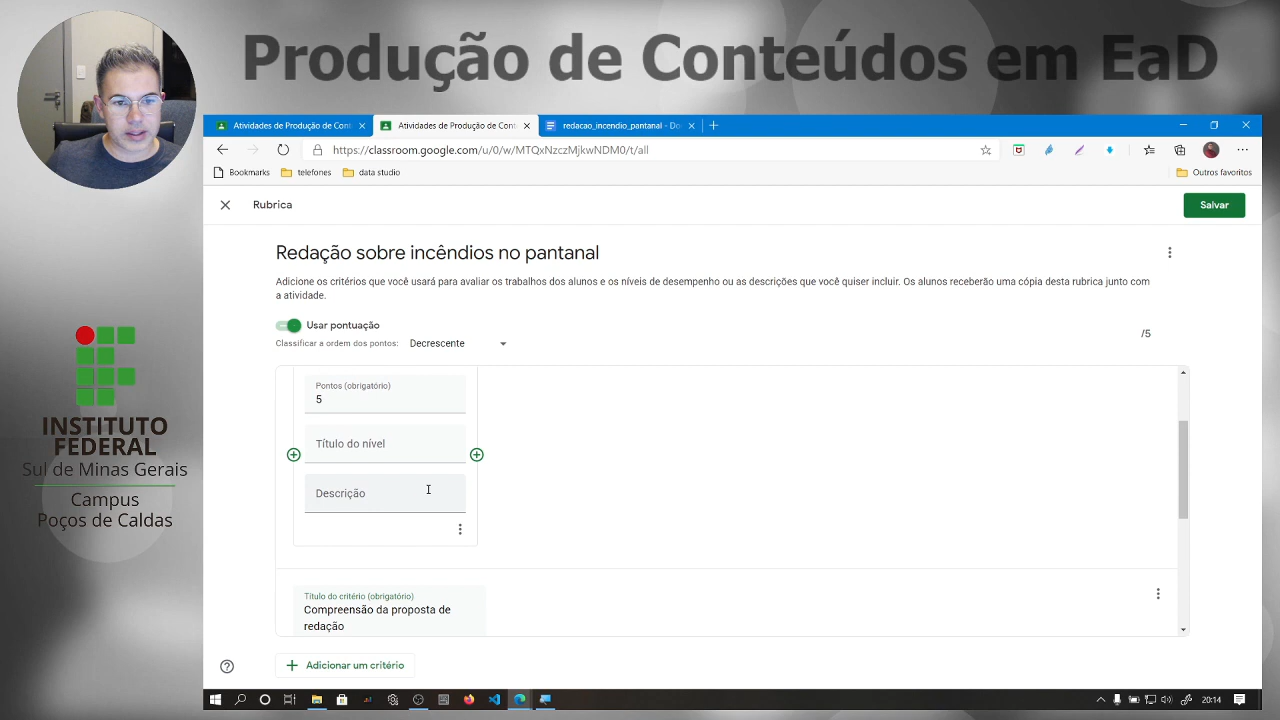 Produção de Conteúdos em EaD
Atividades de Produção de Cont
Atividades de Produção de Cont
redacao_incendio_pantanal - Do
https://classroom.google.com/u/0/w/MTQxNzczMjkwNDM0/t/all
Bookmarks
telefones
data studio
Outros favoritos
Rubrica
Salvar
Redação sobre incêndios no pantanal
Adicione os critérios que você usará para avaliar os trabalhos dos alunos e os níveis de desempenho ou as descrições que você quiser incluir. Os alunos receberão uma cópia desta rubrica junto com
a atividade.
Usar pontuação
Classificar a ordem dos pontos: Decrescente
/5
Pontos (obrigatório)
5
Título do nível
Descrição
Título do critério (obrigatório)
Compreensão da proposta de
redação
Adicionar um critério
INSTITUTO
FEDERAL
Sul de Minas Gerais
Campus
Poços de Caldas
20:14